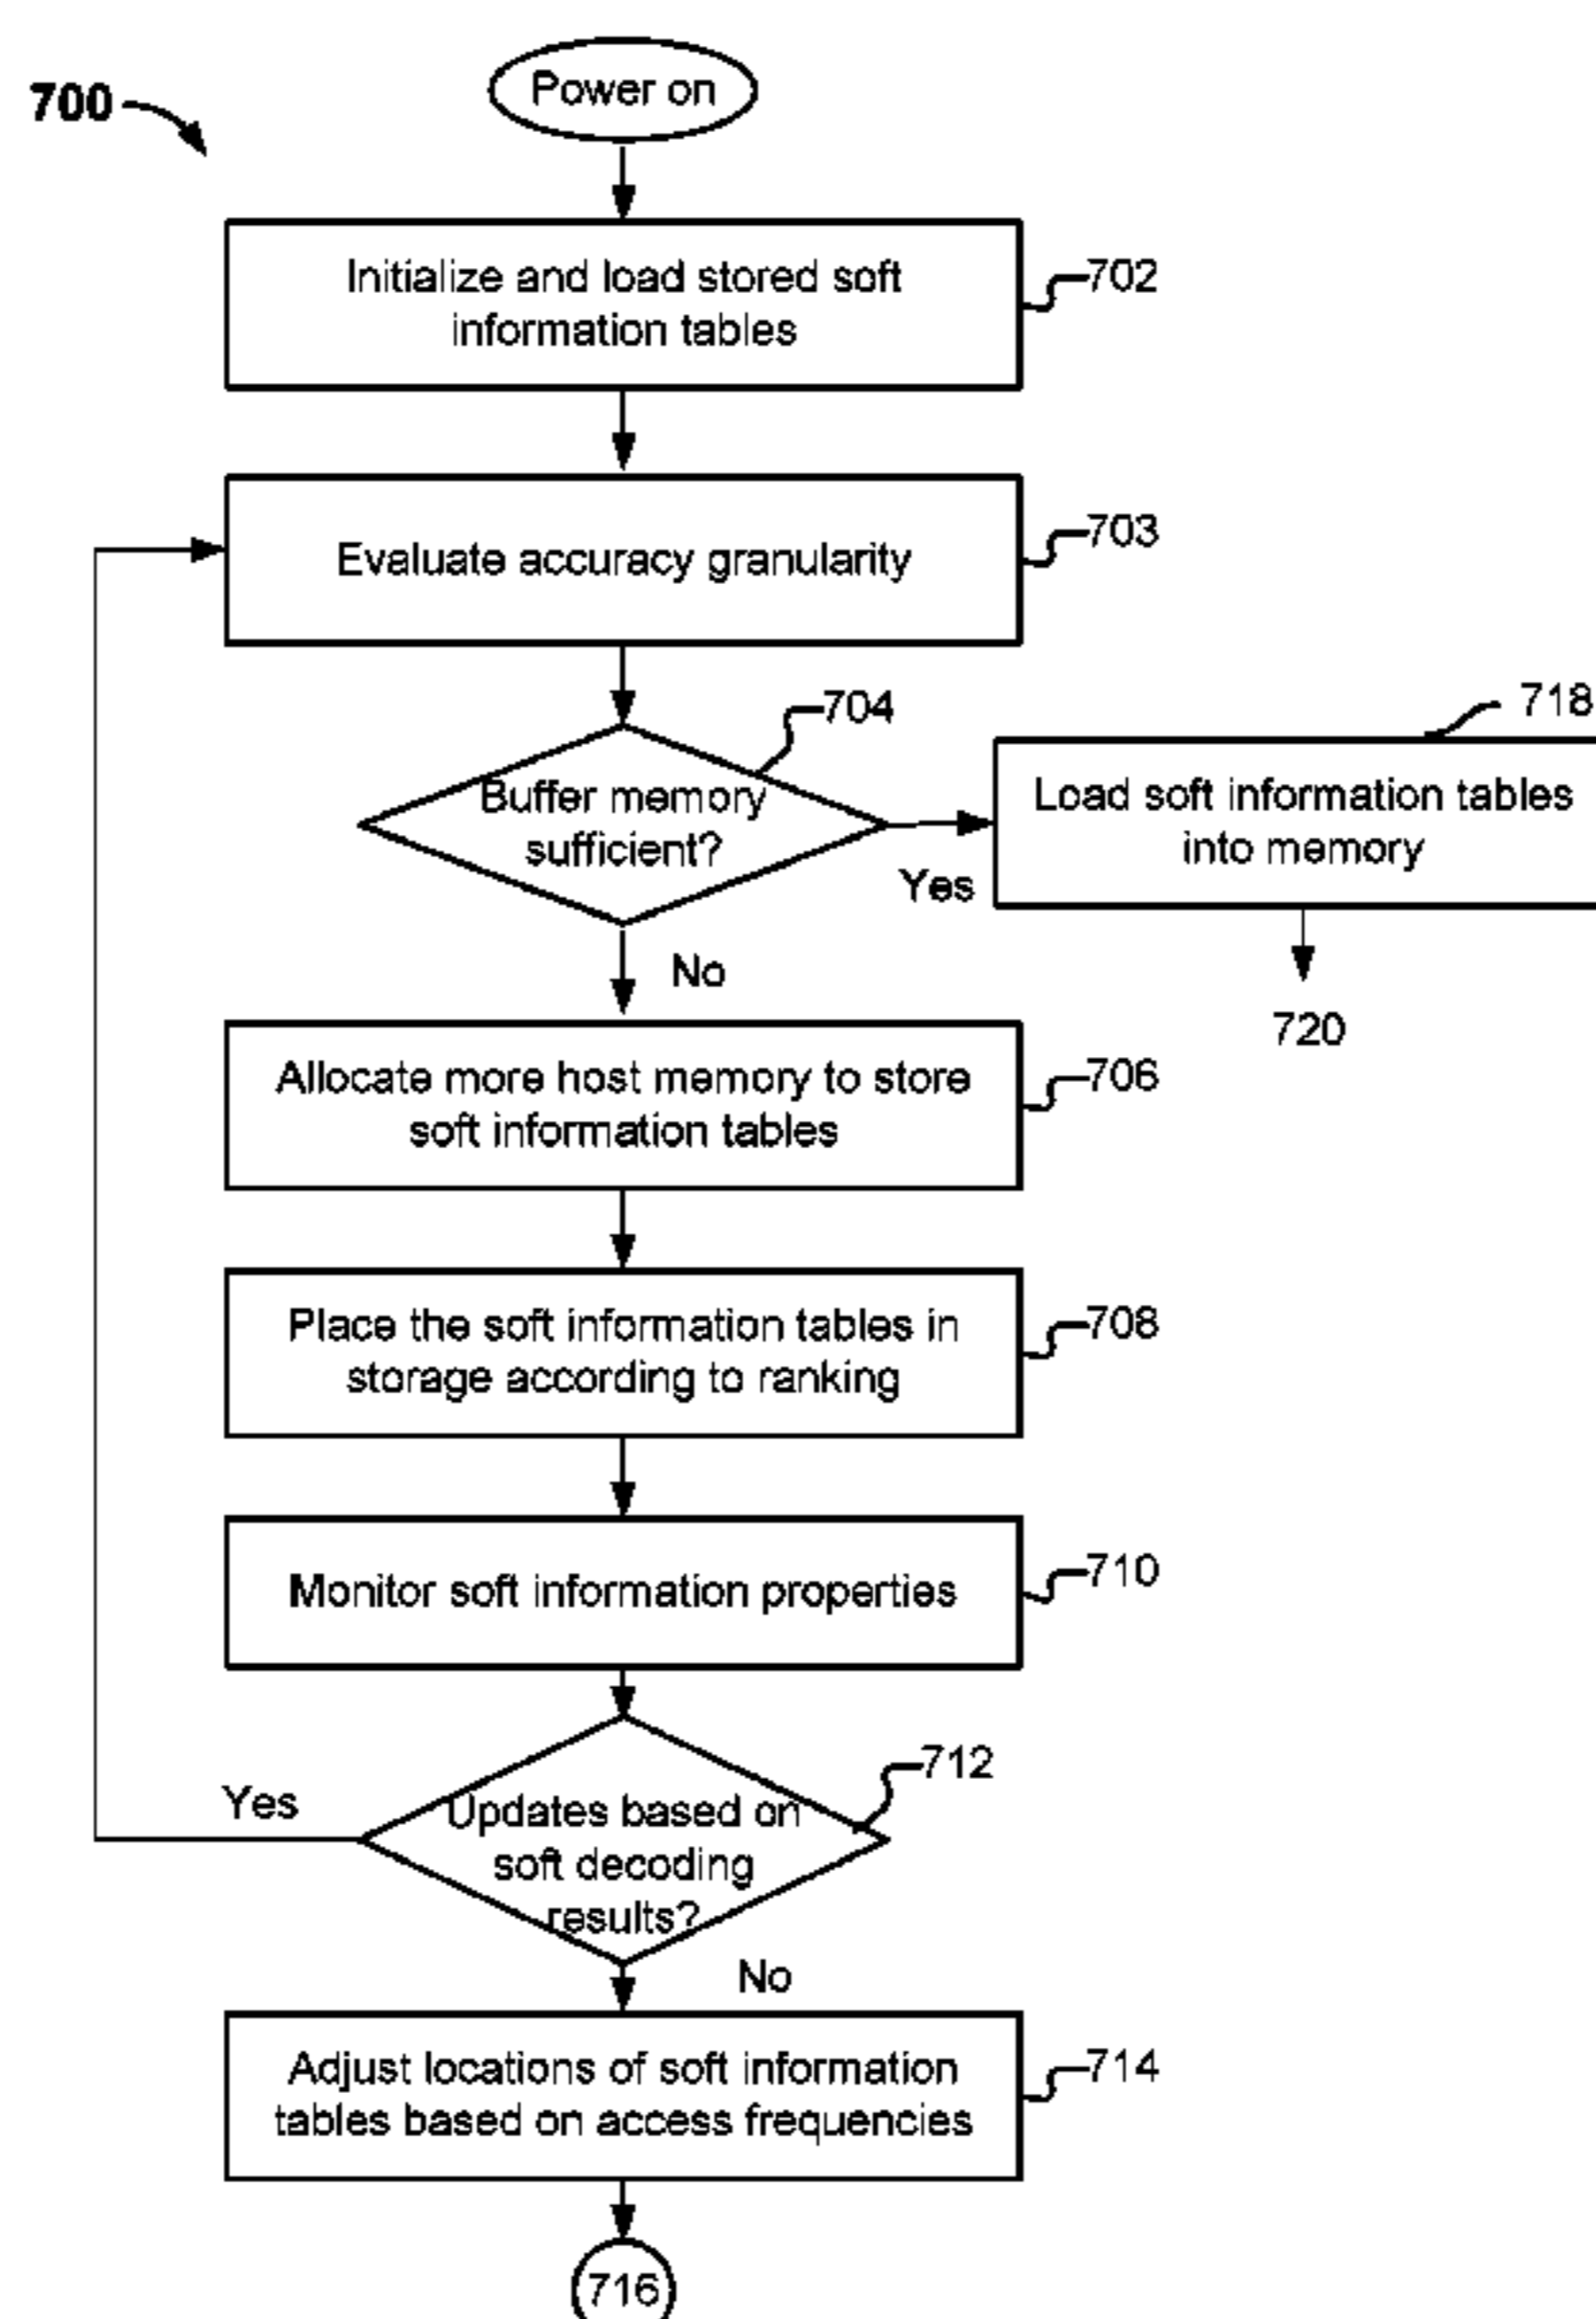 700
Power on
Initialize and load stored soft
information tables
702
Evaluate accuracy granularity
703
704
Buffer memory
sufficient?
Yes
718
Load soft information tables
into memory
720
No
Allocate more host memory to store
soft information tables
706
Place the soft information tables in
storage according to ranking
708
Monitor soft information properties
710
712
Updates based on
soft decoding
results?
Yes
No
Adjust locations of soft information
tables based on access frequencies
714
716